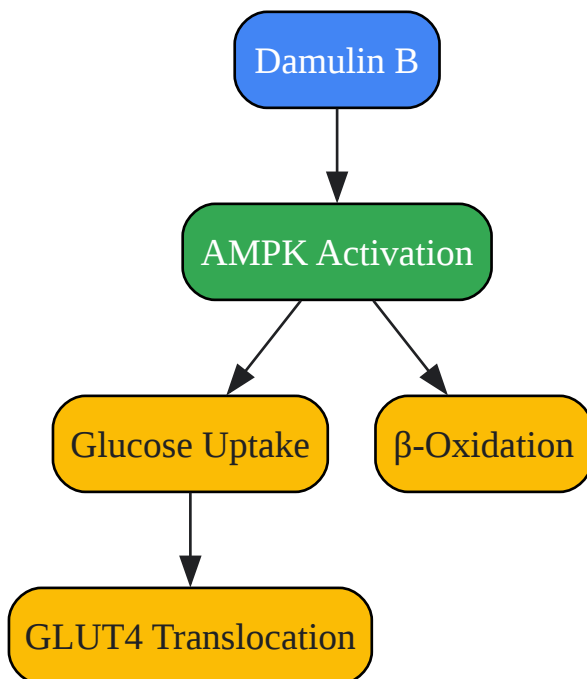 Damulin B
AMPK Activation
Glucose Uptake
β-Oxidation
GLUT4 Translocation